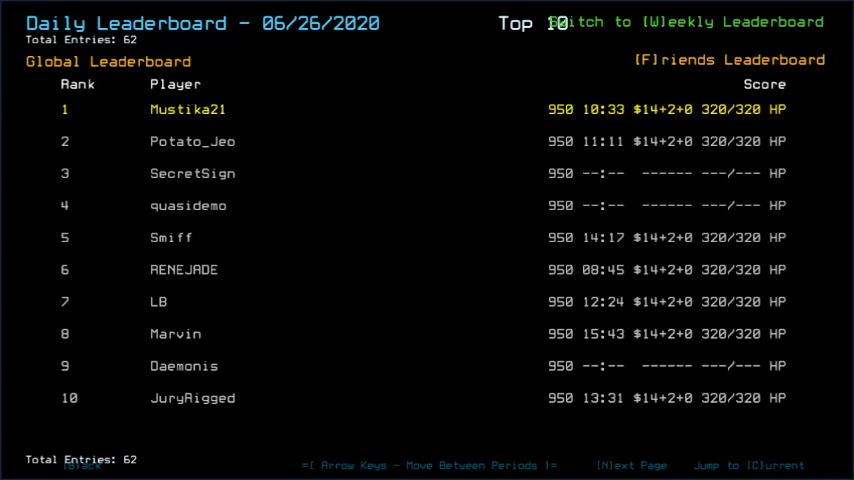 Daily Leaderboard - 06/26/2020 Top 10 Switch to [W]eekly Leaderboard
Total Entries: 62
Global Leaderboard [F]riends Leaderboard
Rank Player Score
1 Mustika21 950 10:33 $14+2+0 320/320 HP
2 Potato_Jeo 950 11:11 $14+2+0 320/320 HP
3 SecretSign 950 --:-- ------ ---/--- HP
4 quasidemo 950 --:-- ------ ---/--- HP
5 Smiff 950 14:17 $14+2+0 320/320 HP
6 RENEJADE 950 08:45 $14+2+0 320/320 HP
7 LB 950 12:24 $14+2+0 320/320 HP
8 Marvin 950 15:43 $14+2+0 320/320 HP
9 Daemonis 950 --:-- ------ ---/--- HP
10 JuryRigged 950 13:31 $14+2+0 320/320 HP
Total Entries: 62
[B]ack =[ Arrow Keys - Move Between Periods ]= [N]ext Page Jump to [C]urrent